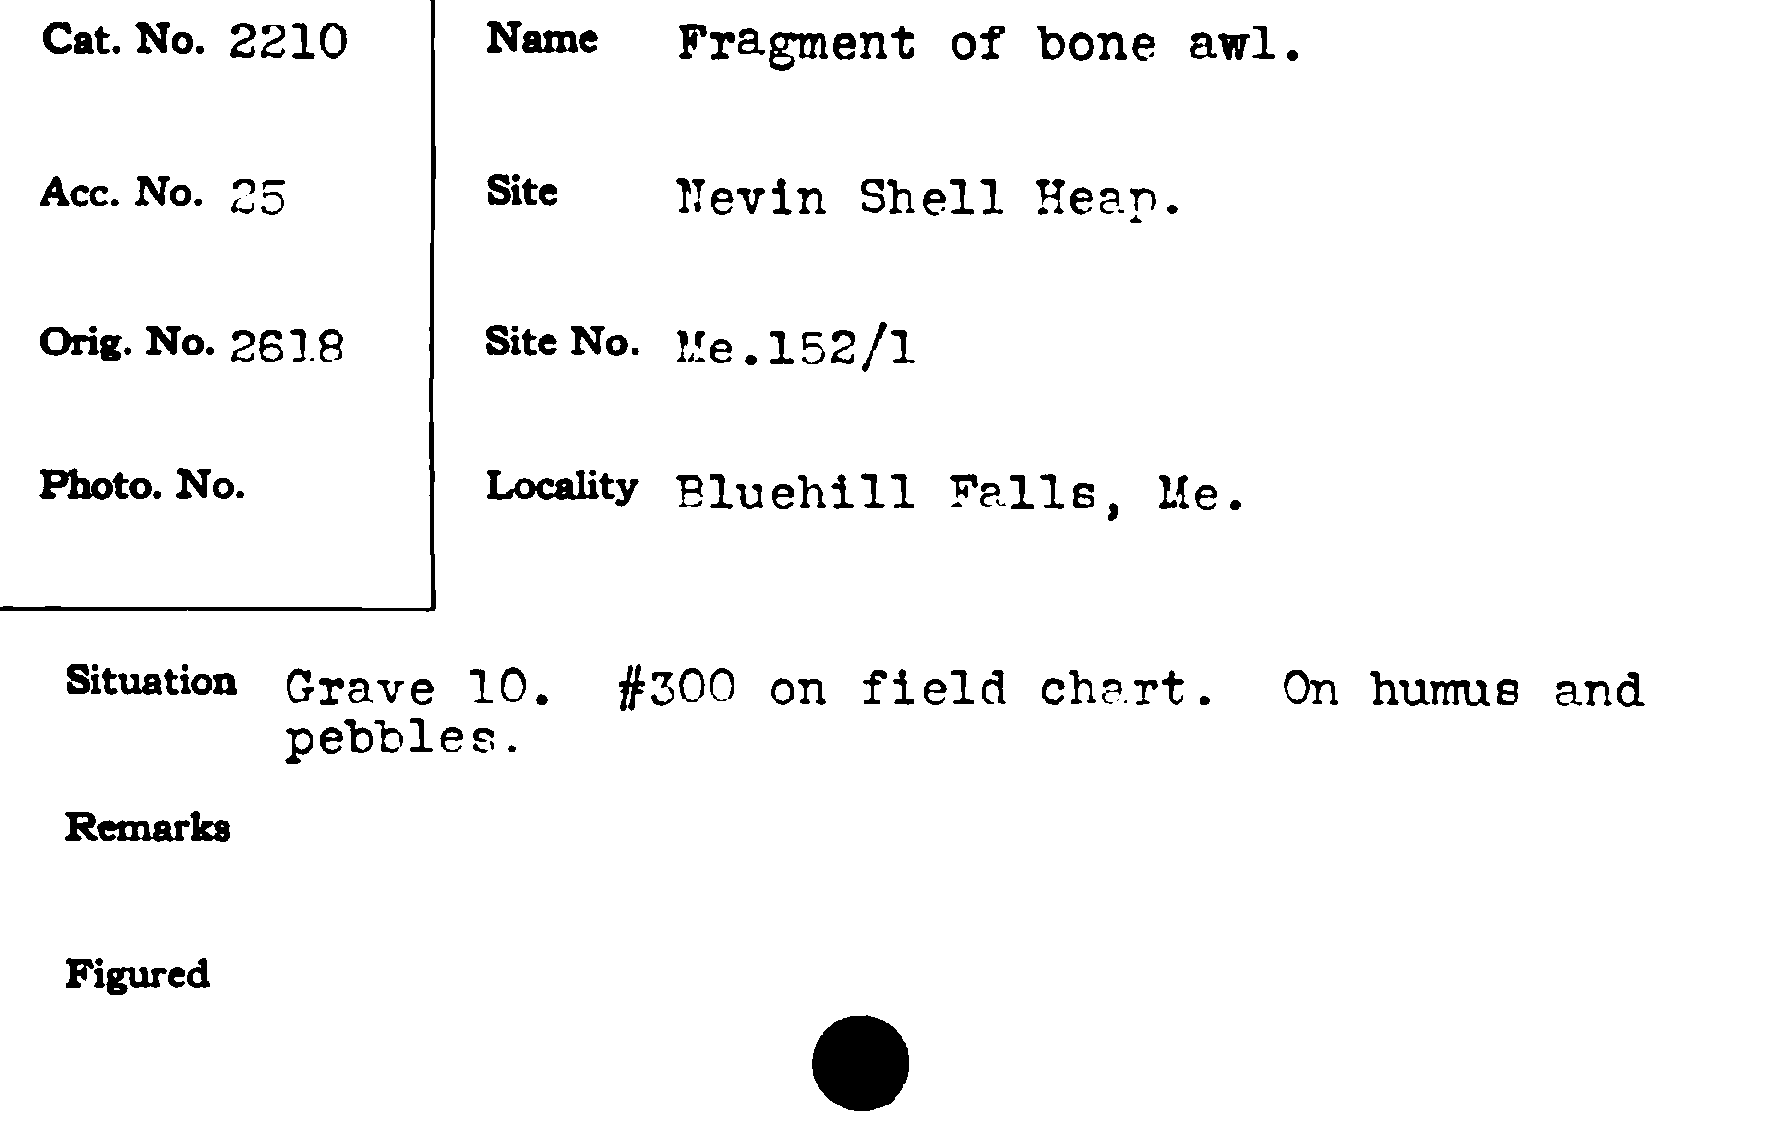 Cat. No. 2210
Name Fragment of bone awl.
Acc. No. 25
Site Nevin Shell Heap.
Orig. No. 2618
Site No. Me.152/1
Photo. No.
Locality Bluehill Falls, Me.
Situation Grave 10. #300 on field chart. On humus and
pebbles.
Remarks
Figured